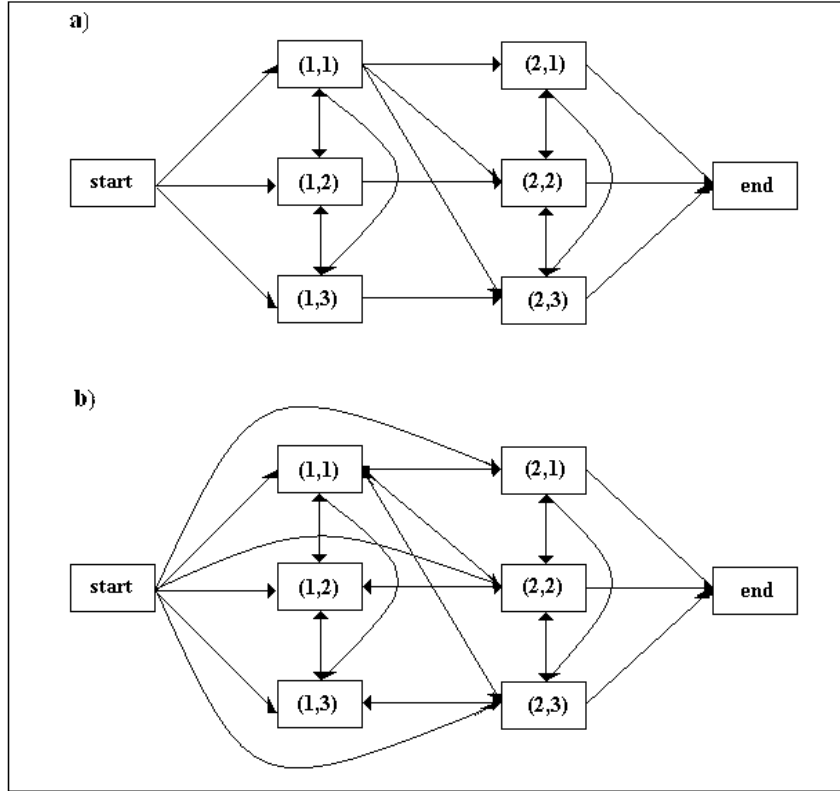 a)
(1,1) (2,1)
start (1,2) (2,2) end
(1,3) (2,3)
b)
(1,1) (2,1)
start (1,2) (2,2) end
(1,3) (2,3)